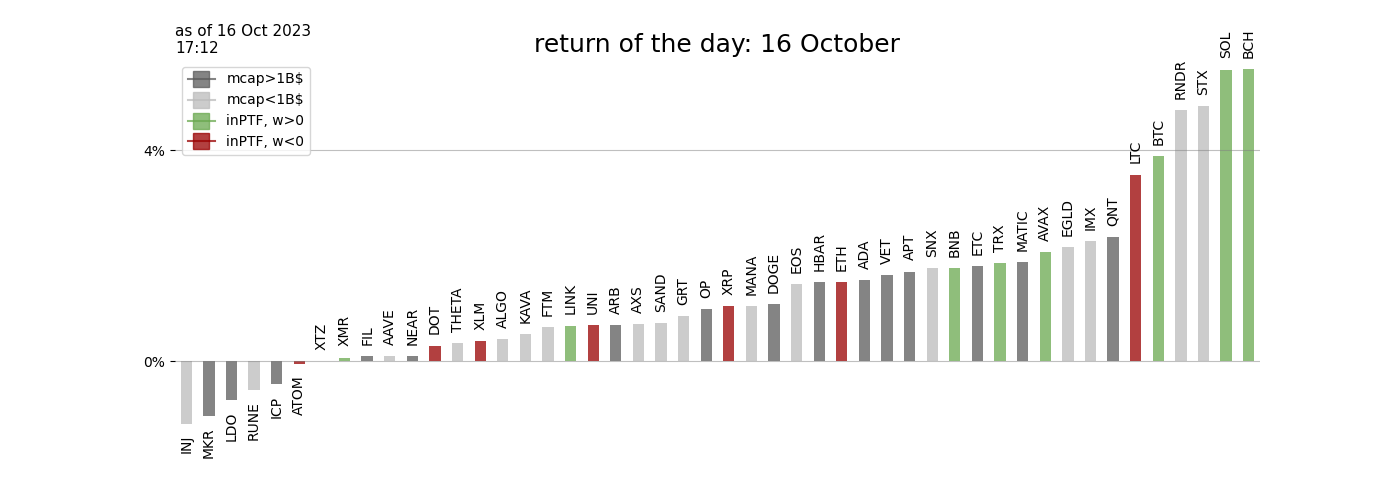 as of 16 Oct 2023
17:12
return of the day: 16 October
mcap>1B$
mcap<1B$
inPTF, w>0
inPTF, w<0
4%
0%
INJ
MKR
LDO
RUNE
ICP
ATOM
XTZ
XMR
FIL
AAVE
NEAR
DOT
THETA
XLM
ALGO
KAVA
FTM
LINK
UNI
ARB
AXS
SAND
GRT
OP
XRP
MANA
DOGE
EOS
HBAR
ETH
ADA
VET
APT
SNX
BNB
ETC
TRX
MATIC
AVAX
EGLD
IMX
QNT
LTC
BTC
RNDR
STX
SOL
BCH